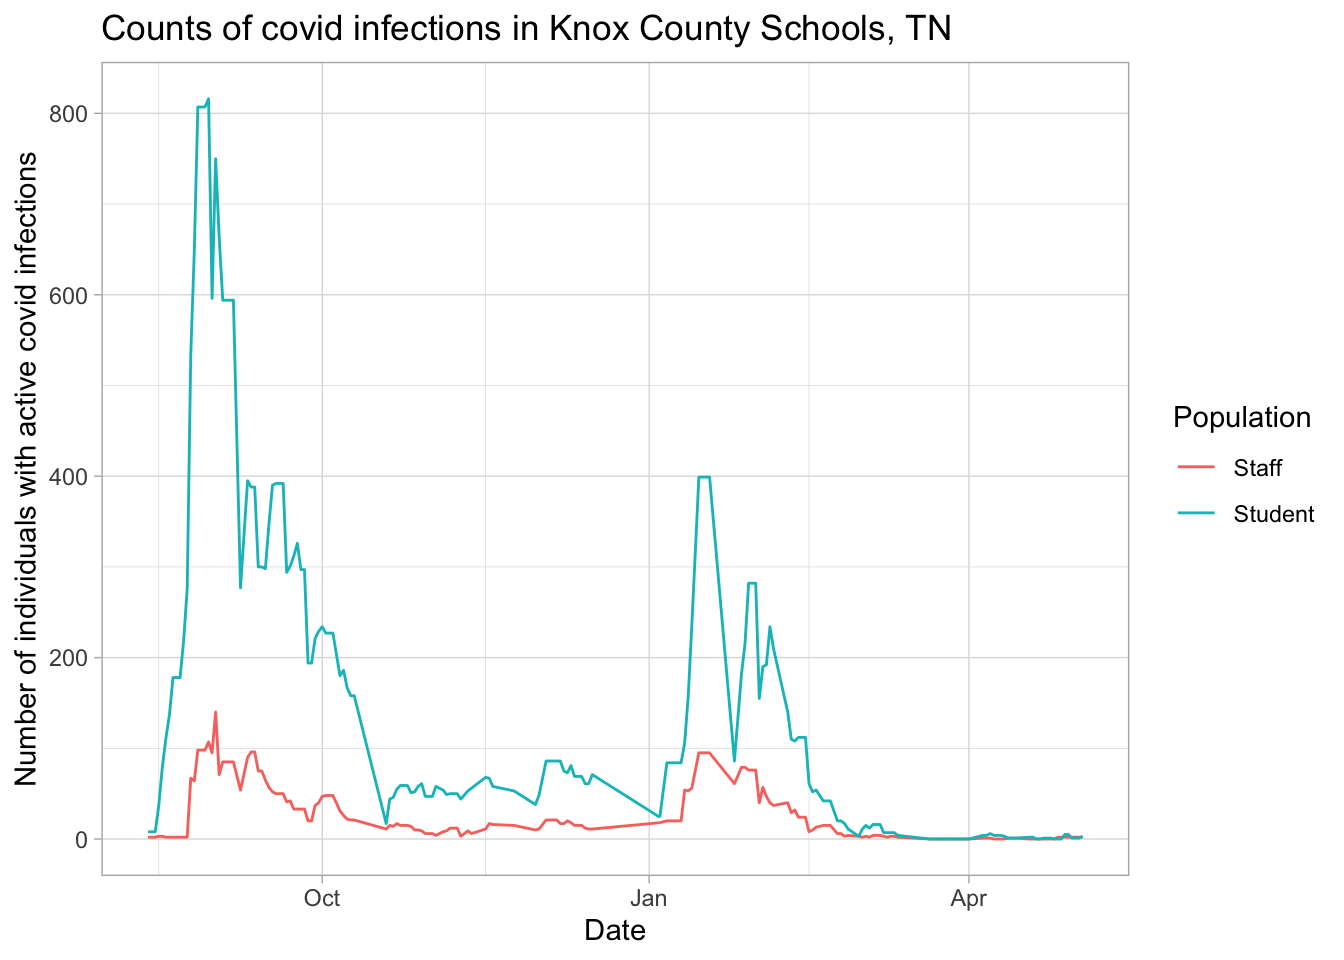 Counts of covid infections in Knox County Schools, TN
Number of individuals with active covid infections
800
600
400
200
0
Oct
Jan
Apr
Date
Population
Staff
Student